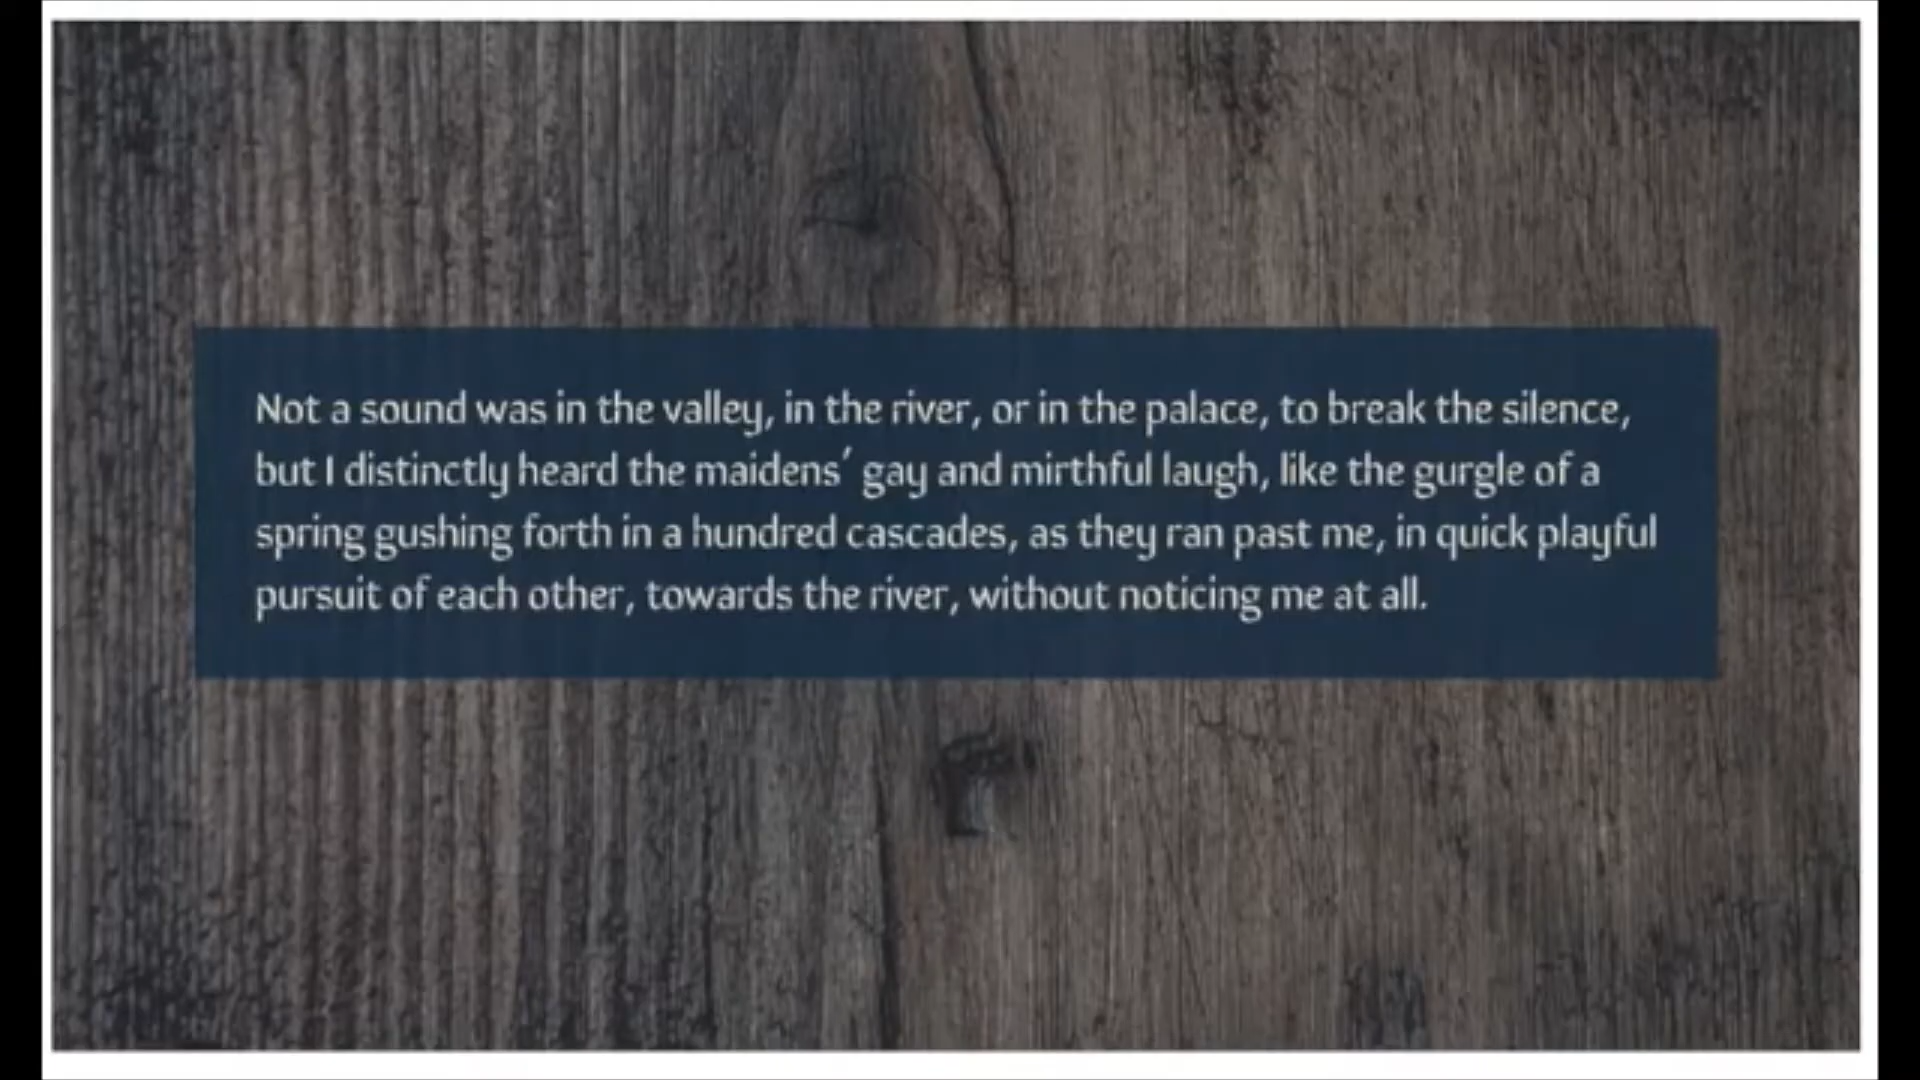 Not a sound was in the valley, in the river, or in the palace, to break the silence,
but I distinctly heard the maidens' gay and mirthful laugh, like the gurgle of a
spring gushing forth in a hundred cascades, as they ran past me, in quick playful
pursuit of each other, towards the river, without noticing me at all.